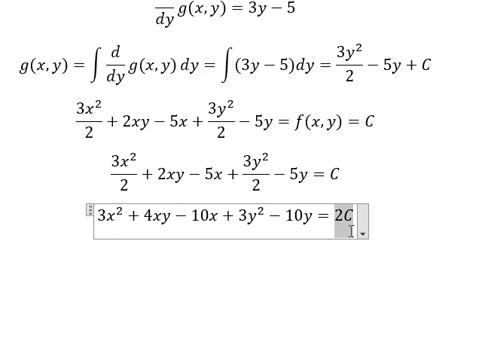 d/dy g(x, y) = 3y − 5
g(x, y) = ∫ d/dy g(x, y) dy = ∫ (3y − 5)dy = 3y²/2 − 5y + C
3x²/2 + 2xy − 5x + 3y²/2 − 5y = f(x, y) = C
3x²/2 + 2xy − 5x + 3y²/2 − 5y = C
3x² + 4xy − 10x + 3y² − 10y = 2C